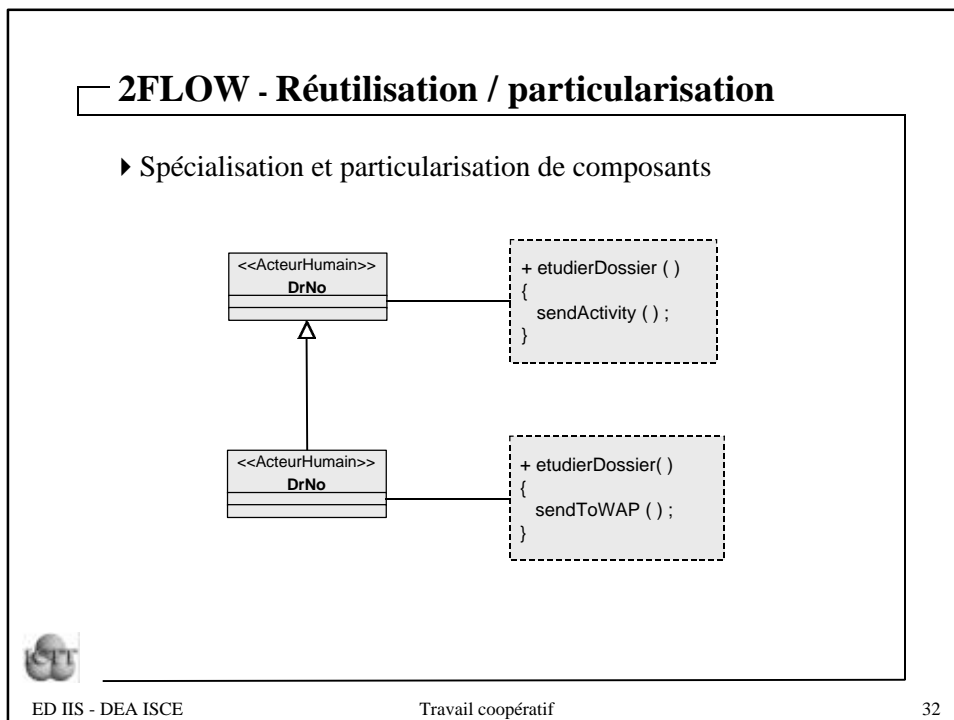 2FLOW - Réutilisation / particularisation
Spécialisation et particularisation de composants
<<ActeurHumain>>
DrNo
+ etudierDossier ( )
{
sendActivity ( ) ;
}
<<ActeurHumain>>
DrNo
+ etudierDossier( )
{
sendToWAP ( ) ;
}
ICTT
ED IIS - DEA ISCE
Travail coopératif
32